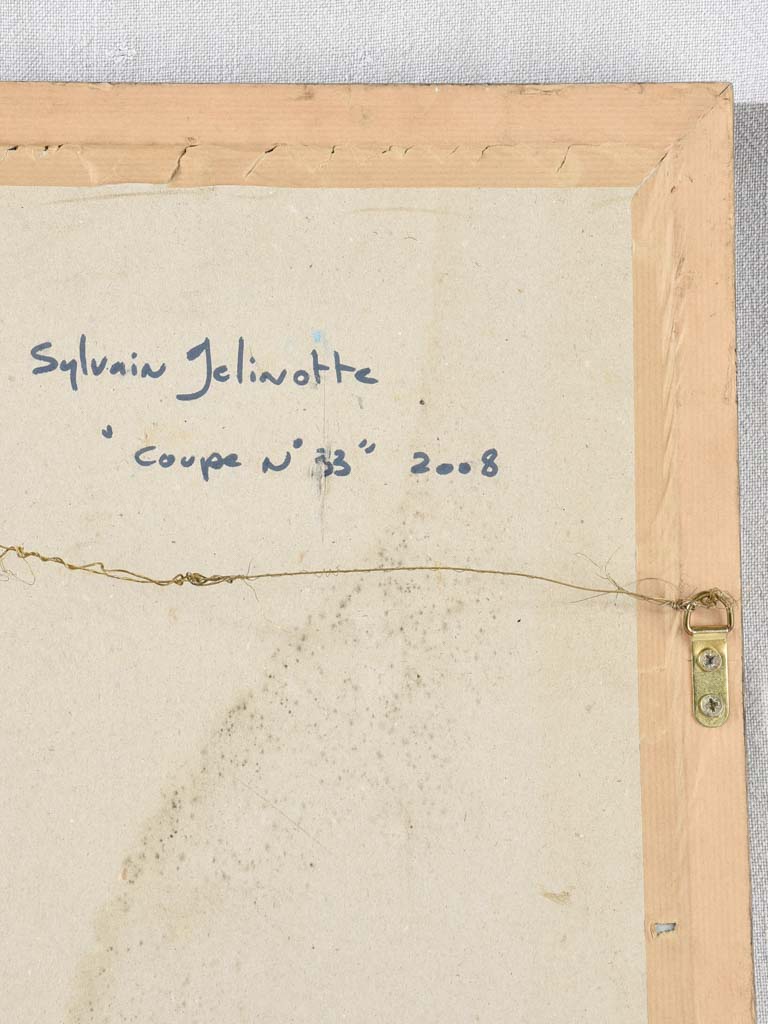 Sylvain Jelinotte
"Coupe N° 33" 2008